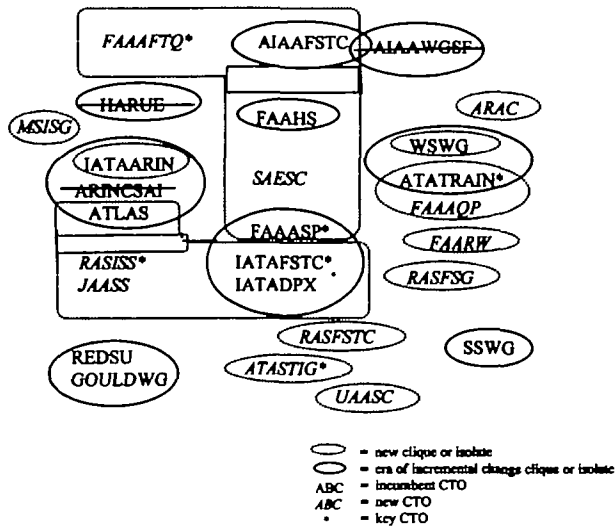 FAAAFTQ*
AIAAFSTC
AIAAWGSF
HARUE
MSISG
FAAHS
ARAC
IATAARIN
ARINCSAI
ATLAS
SAESC
WSWG
ATATRAIN*
FAAAQP
FAAASP*
IATAFSTC*
IATADPX
FAARW
RASISS*
JAASS
RASFSG
RASFSTC
SSWG
REDSU
GOULDWG
ATASTIG*
UAASC
= new clique or isolate
= era of incremental change clique or isolate
ABC = incumbent CTO
ABC = new CTO
* = key CTO